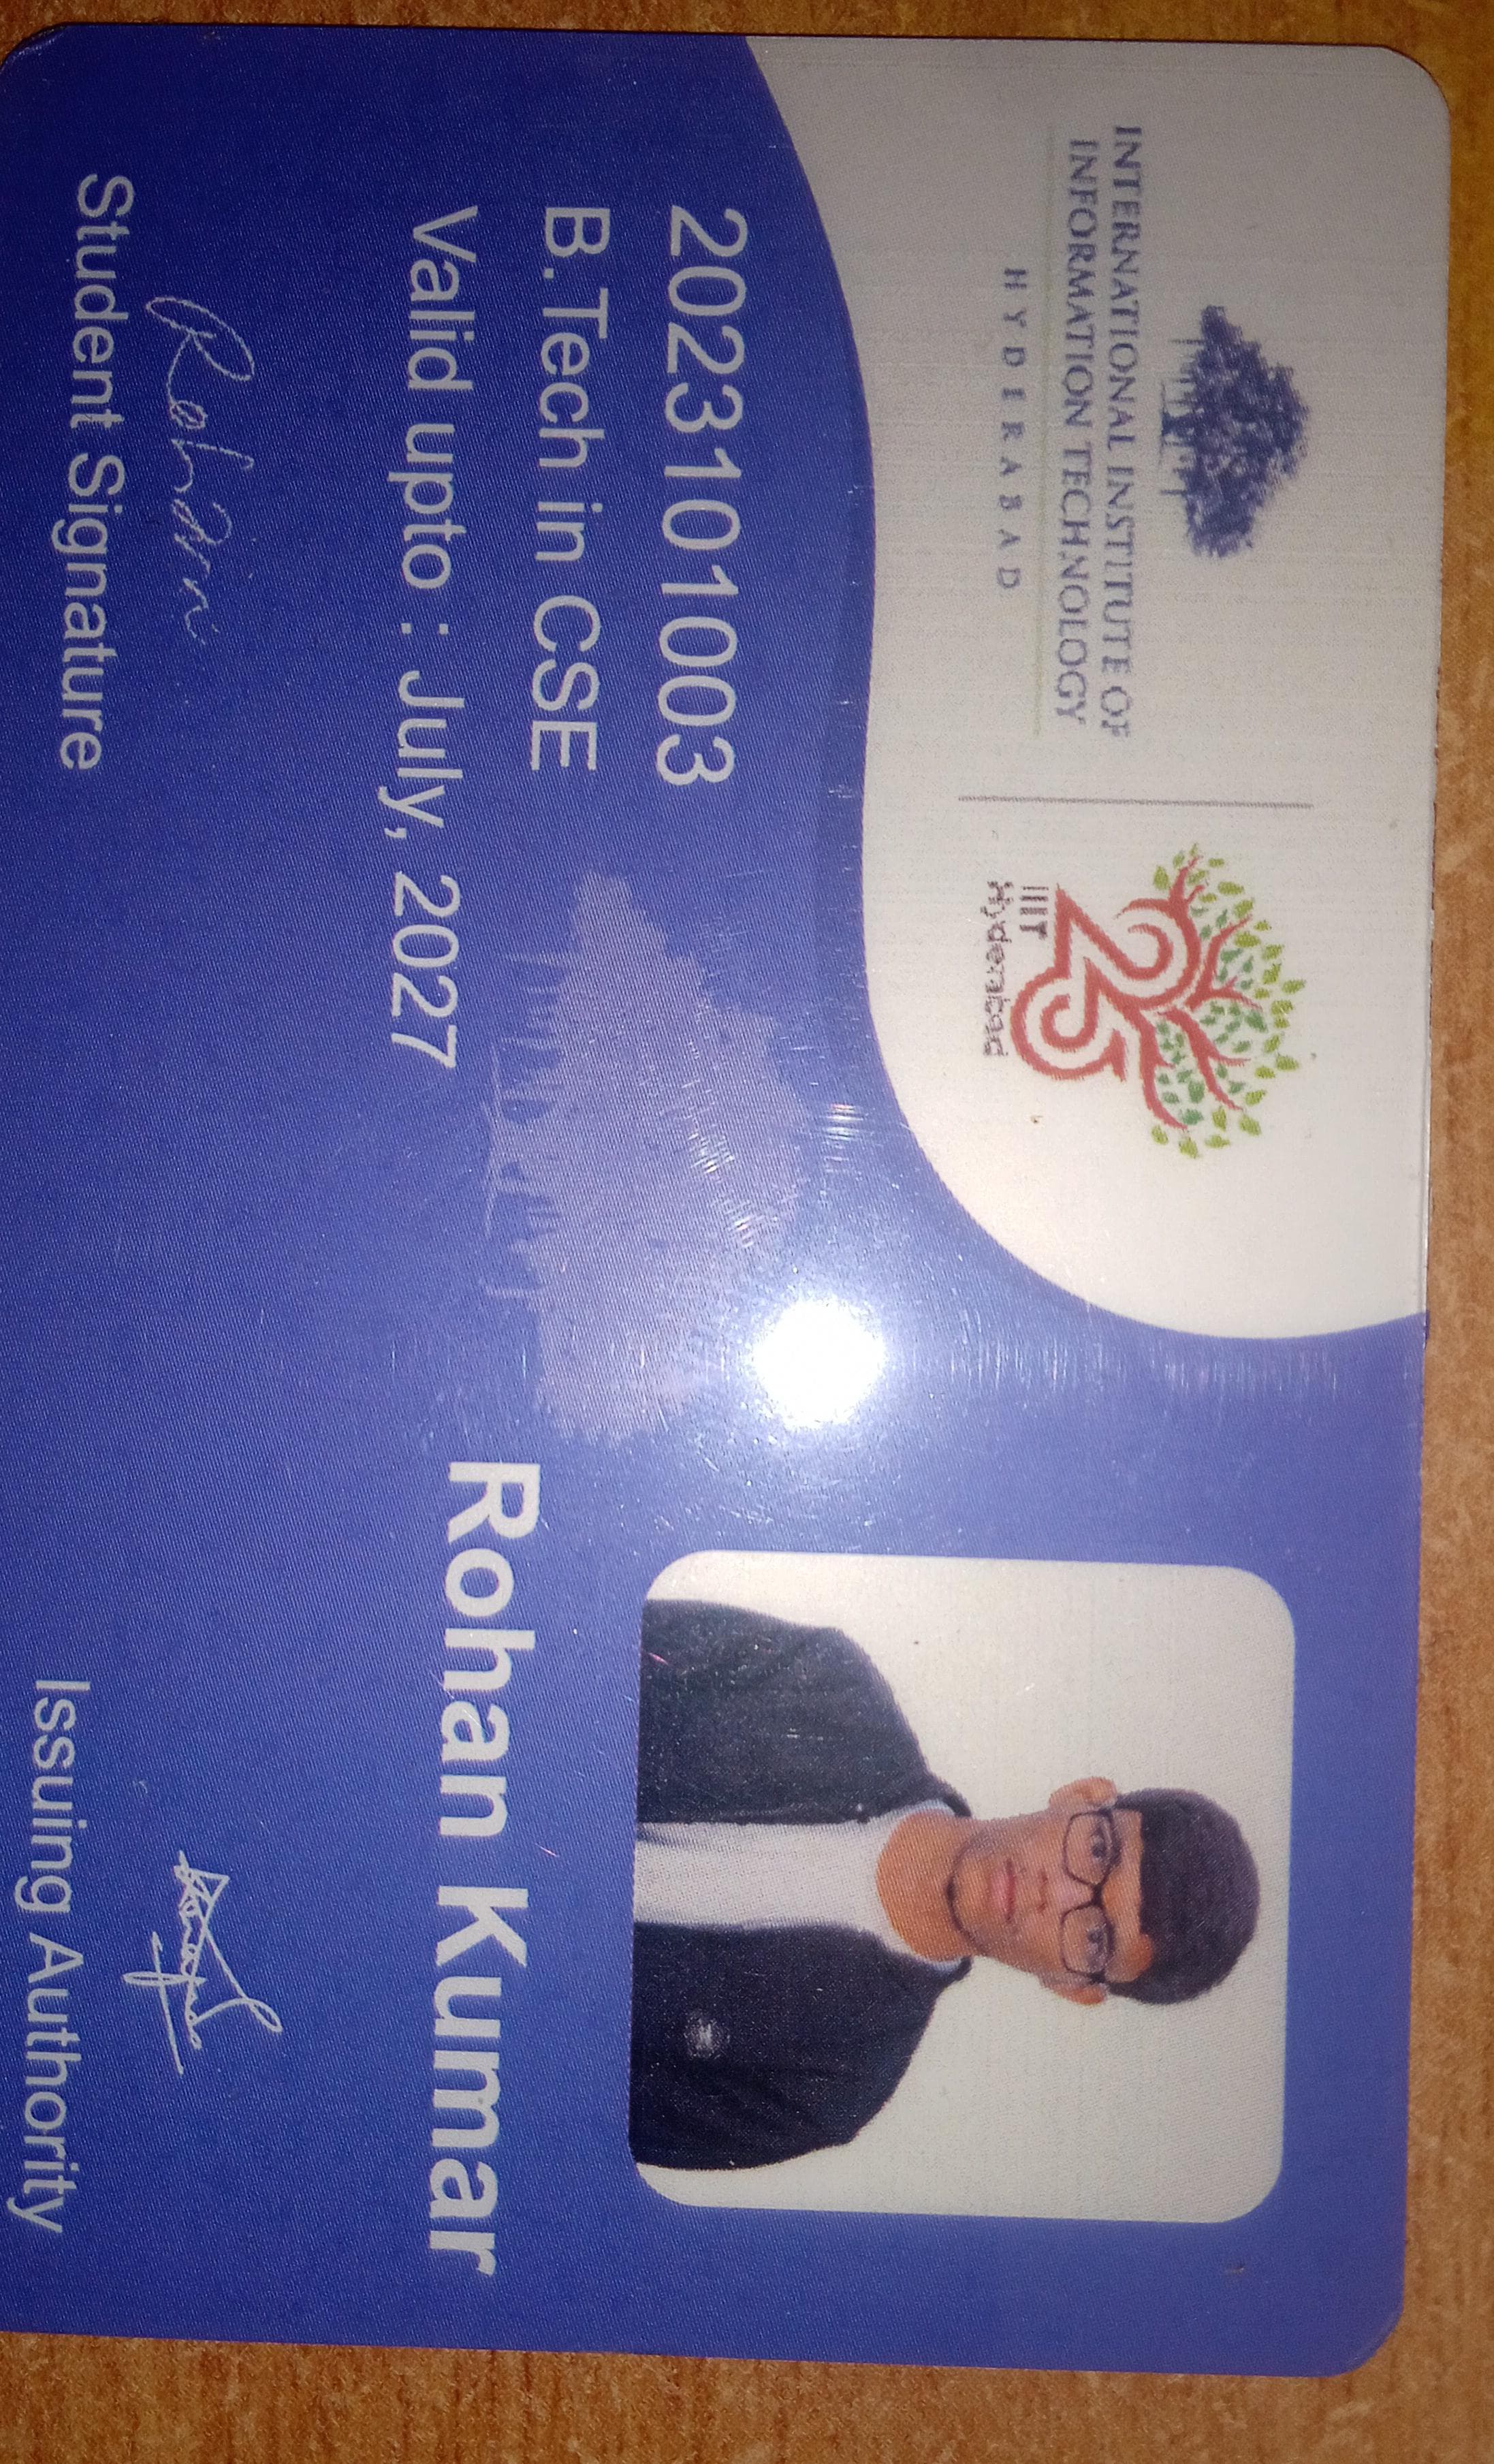 INTERNATIONAL INSTITUTE OF
INFORMATION TECHNOLOGY
HYDERABAD
25
IIIT
Hyderabad
2023101003
B.Tech in CSE
Valid upto : July, 2027
Rohan Kumar
Rohan
Student Signature
Issuing Authority